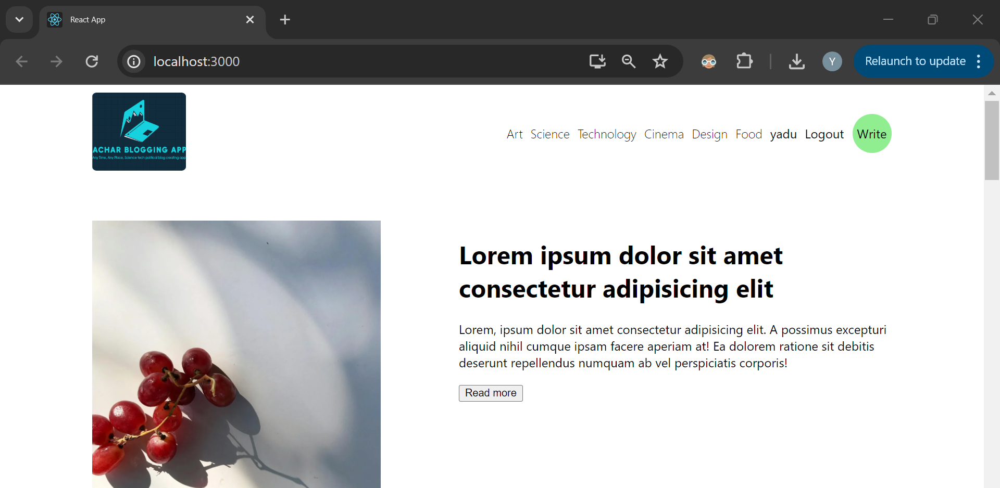 React App
localhost:3000
Y
Relaunch to update
ACHAR BLOGGING APP
Any Time, Any Place. Science tech political blog creating app
Art Science Technology Cinema Design Food yadu Logout Write
Lorem ipsum dolor sit amet
consectetur adipisicing elit
Lorem, ipsum dolor sit amet consectetur adipisicing elit. A possimus excepturi
aliquid nihil cumque ipsam facere aperiam at! Ea dolorem ratione sit debitis
deserunt repellendus numquam ab vel perspiciatis corporis!
Read more